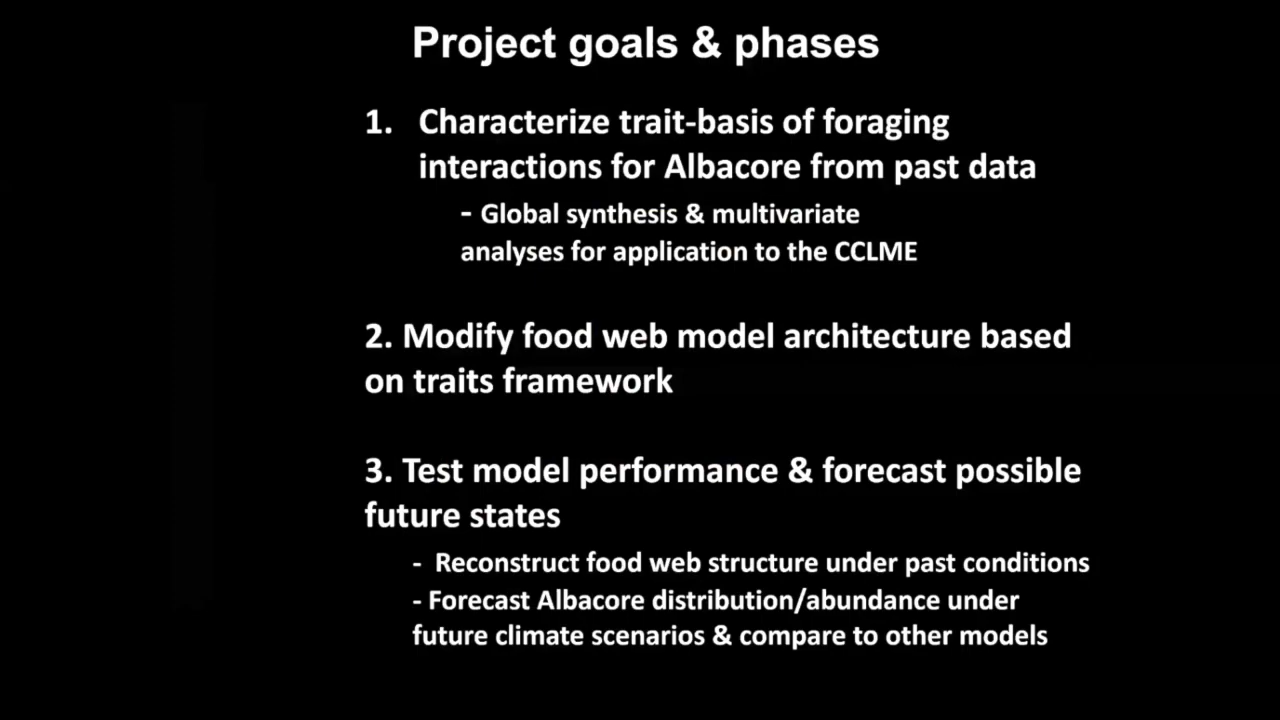 Project goals & phases
1. Characterize trait-basis of foraging
interactions for Albacore from past data
- Global synthesis & multivariate
analyses for application to the CCLME
2. Modify food web model architecture based
on traits framework
3. Test model performance & forecast possible
future states
- Reconstruct food web structure under past conditions
- Forecast Albacore distribution/abundance under
future climate scenarios & compare to other models